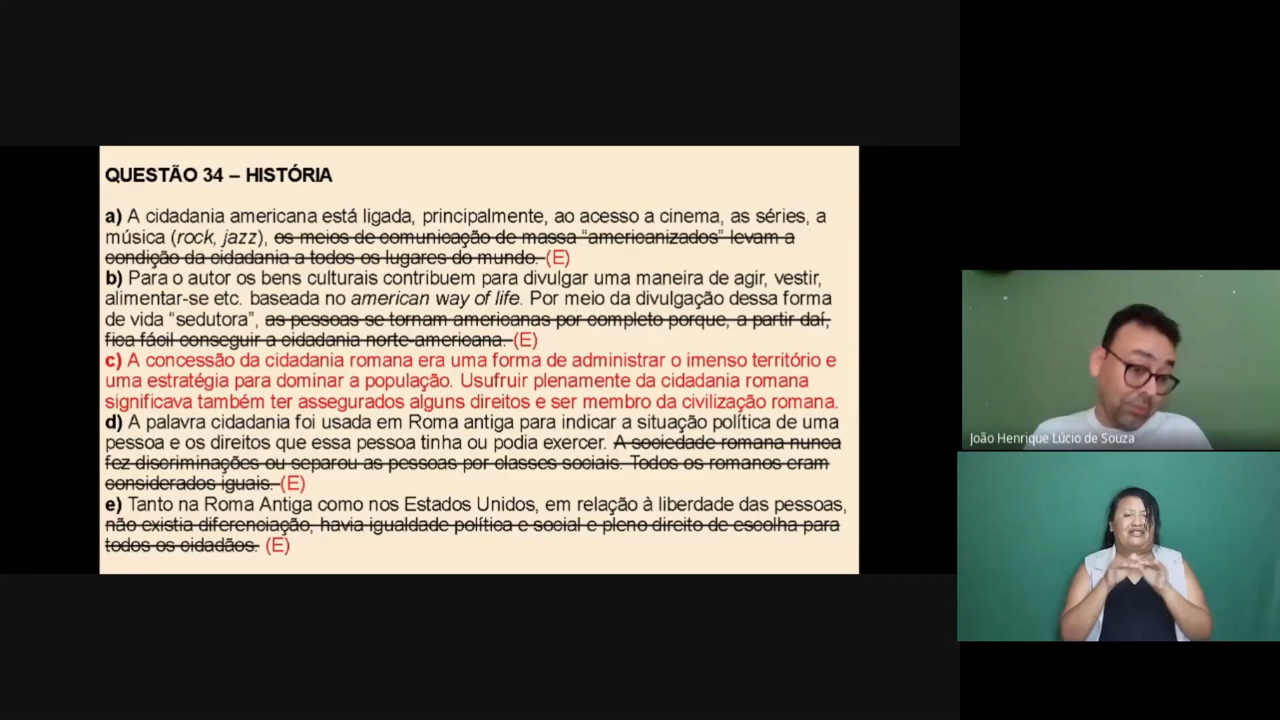 QUESTÃO 34 – HISTÓRIA
a) A cidadania americana está ligada, principalmente, ao acesso a cinema, as séries, a
música (rock, jazz), os meios de comunicação de massa “americanizados” levam a
condição da cidadania a todos os lugares do mundo. (E)
b) Para o autor os bens culturais contribuem para divulgar uma maneira de agir, vestir,
alimentar-se etc. baseada no american way of life. Por meio da divulgação dessa forma
de vida “sedutora”, as pessoas se tornam americanas por completo porque, a partir daí,
fica fácil conseguir a cidadania norte-americana. (E)
c) A concessão da cidadania romana era uma forma de administrar o imenso território e
uma estratégia para dominar a população. Usufruir plenamente da cidadania romana
significava também ter assegurados alguns direitos e ser membro da civilização romana.
d) A palavra cidadania foi usada em Roma antiga para indicar a situação política de uma
pessoa e os direitos que essa pessoa tinha ou podia exercer. A sociedade romana nunca
fez discriminações ou separou as pessoas por classes sociais. Todos os romanos eram
considerados iguais. (E)
e) Tanto na Roma Antiga como nos Estados Unidos, em relação à liberdade das pessoas,
não existia diferenciação, havia igualdade política e social e pleno direito de escolha para
todos os cidadãos. (E)
João Henrique Lúcio de Souza